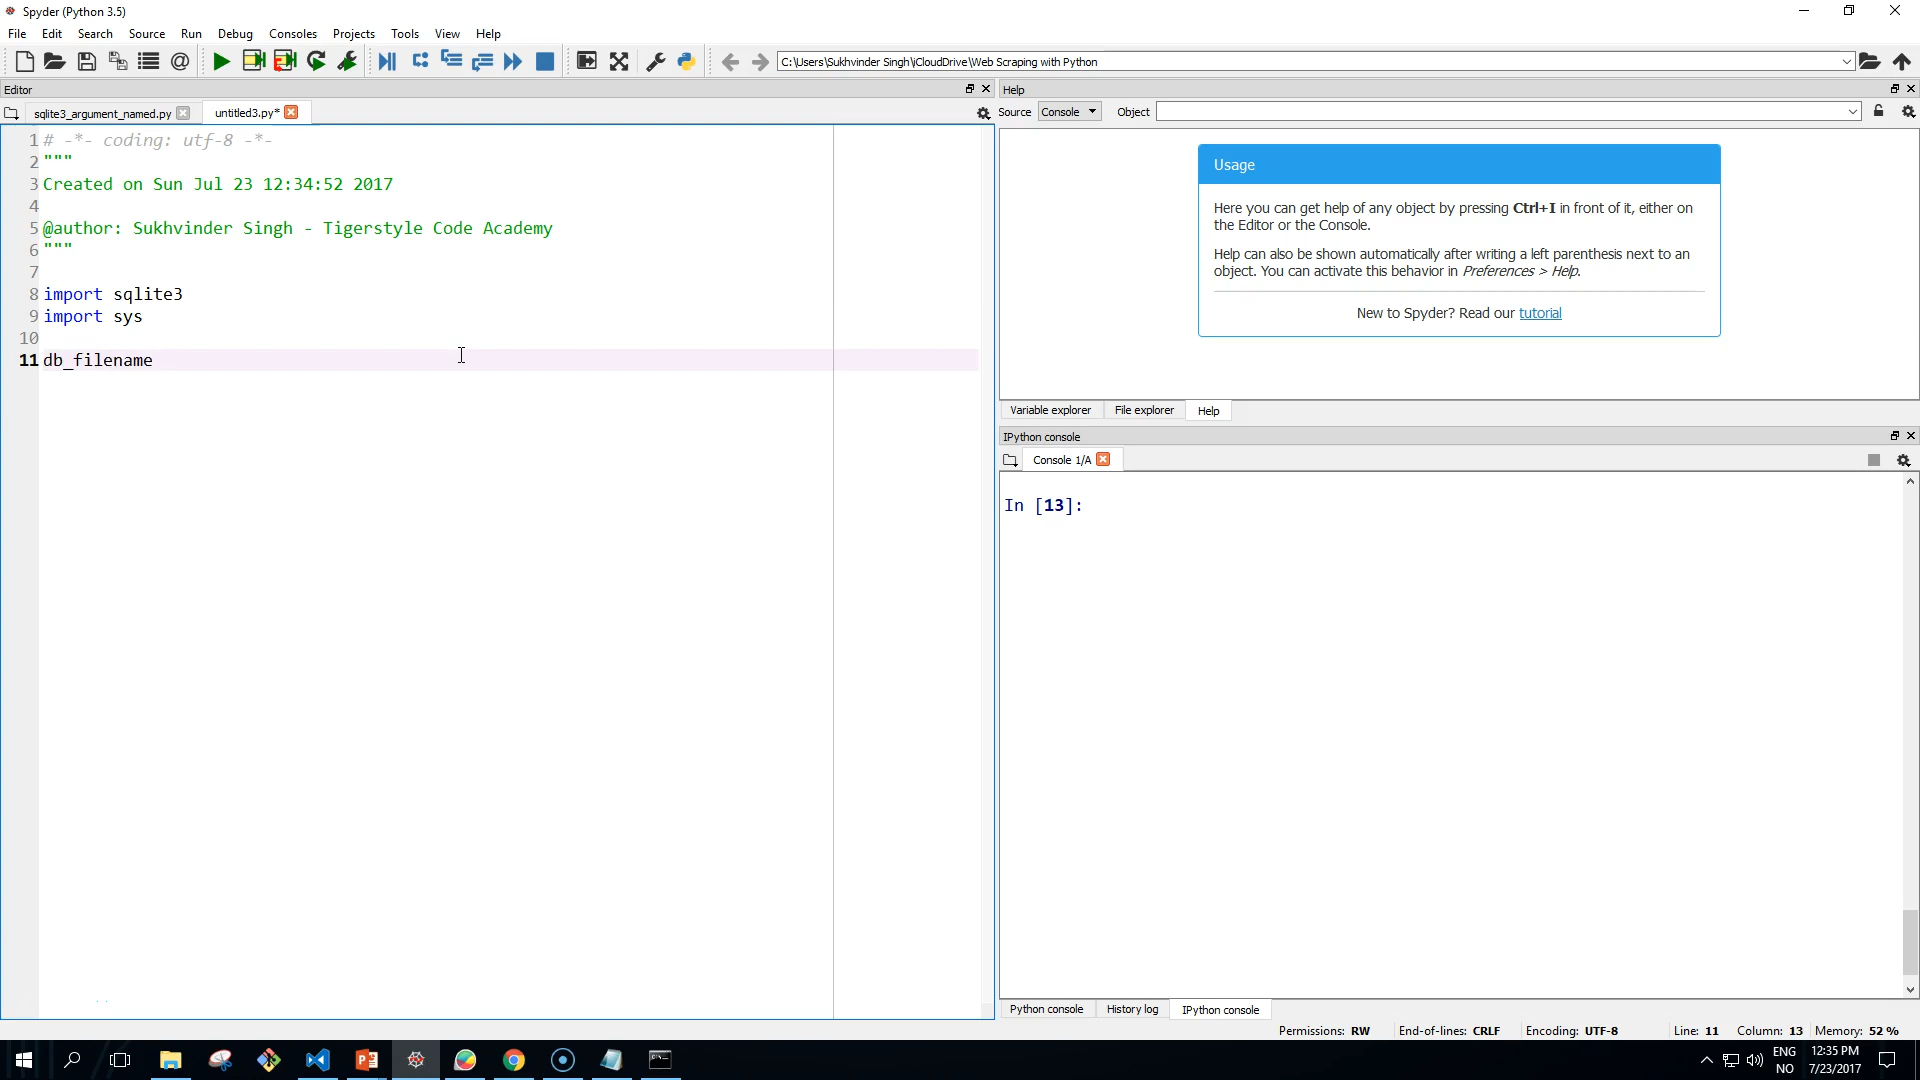 Spyder (Python 3.5)
File Edit Search Source Run Debug Consoles Projects Tools View Help
C:\Users\Sukhvinder Singh\iCloudDrive\Web Scraping with Python
Editor
sqlite3_argument_named.py untitled3.py*
1 # -*- coding: utf-8 -*-
2 """
3 Created on Sun Jul 23 12:34:52 2017
4
5 @author: Sukhvinder Singh - Tigerstyle Code Academy
6 """
7
8 import sqlite3
9 import sys
10
11 db_filename
Help
Source Console Object
Usage
Here you can get help of any object by pressing Ctrl+I in front of it, either on
the Editor or the Console.
Help can also be shown automatically after writing a left parenthesis next to an
object. You can activate this behavior in Preferences > Help.
New to Spyder? Read our tutorial
Variable explorer File explorer Help
IPython console
Console 1/A
In [13]:
Python console History log IPython console
Permissions: RW End-of-lines: CRLF Encoding: UTF-8 Line: 11 Column: 13 Memory: 52 %
ENG 12:35 PM
NO 7/23/2017